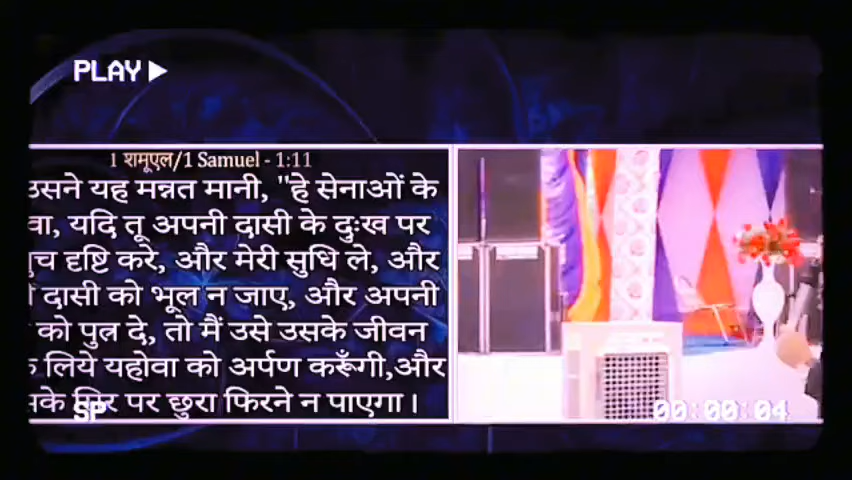 PLAY
1 शमूएल/1 Samuel - 1:11
उसने यह मन्नत मानी, "हे सेनाओं के
वा, यदि तू अपनी दासी के दुःख पर
दृष्टि करे, और मेरी सुधि ले, और
दासी को भूल न जाए, और अपनी
को पुत्र दे, तो मैं उसे उसके जीवन
लिये यहोवा को अर्पण करूँगी,और
पर छुरा फिरने न पाएगा।
SP
00:00:04